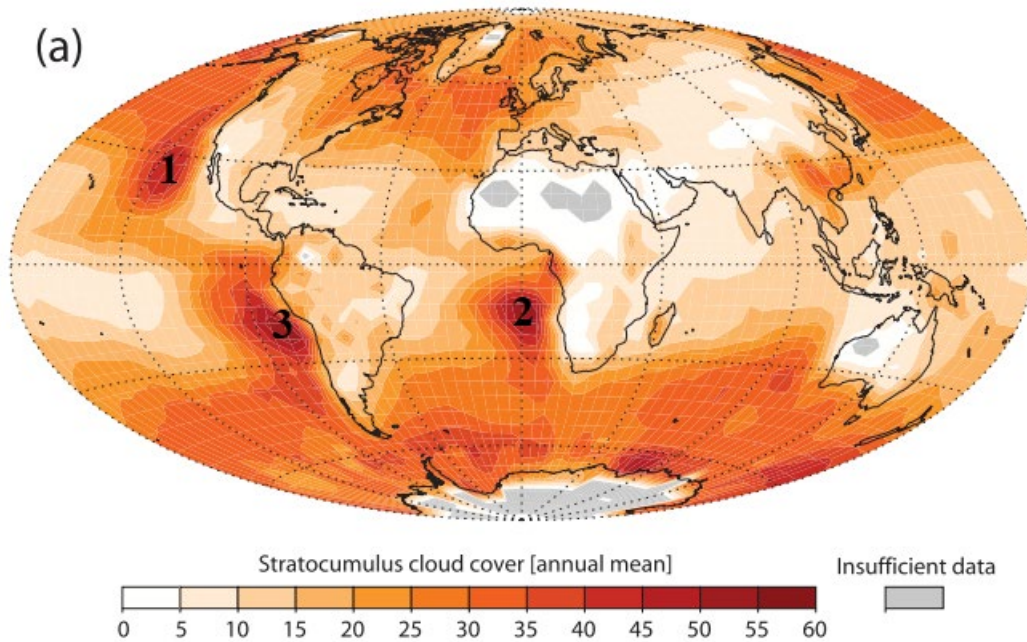 (a)
1
2
3
Stratocumulus cloud cover [annual mean]
Insufficient data
0 5 10 15 20 25 30 35 40 45 50 55 60